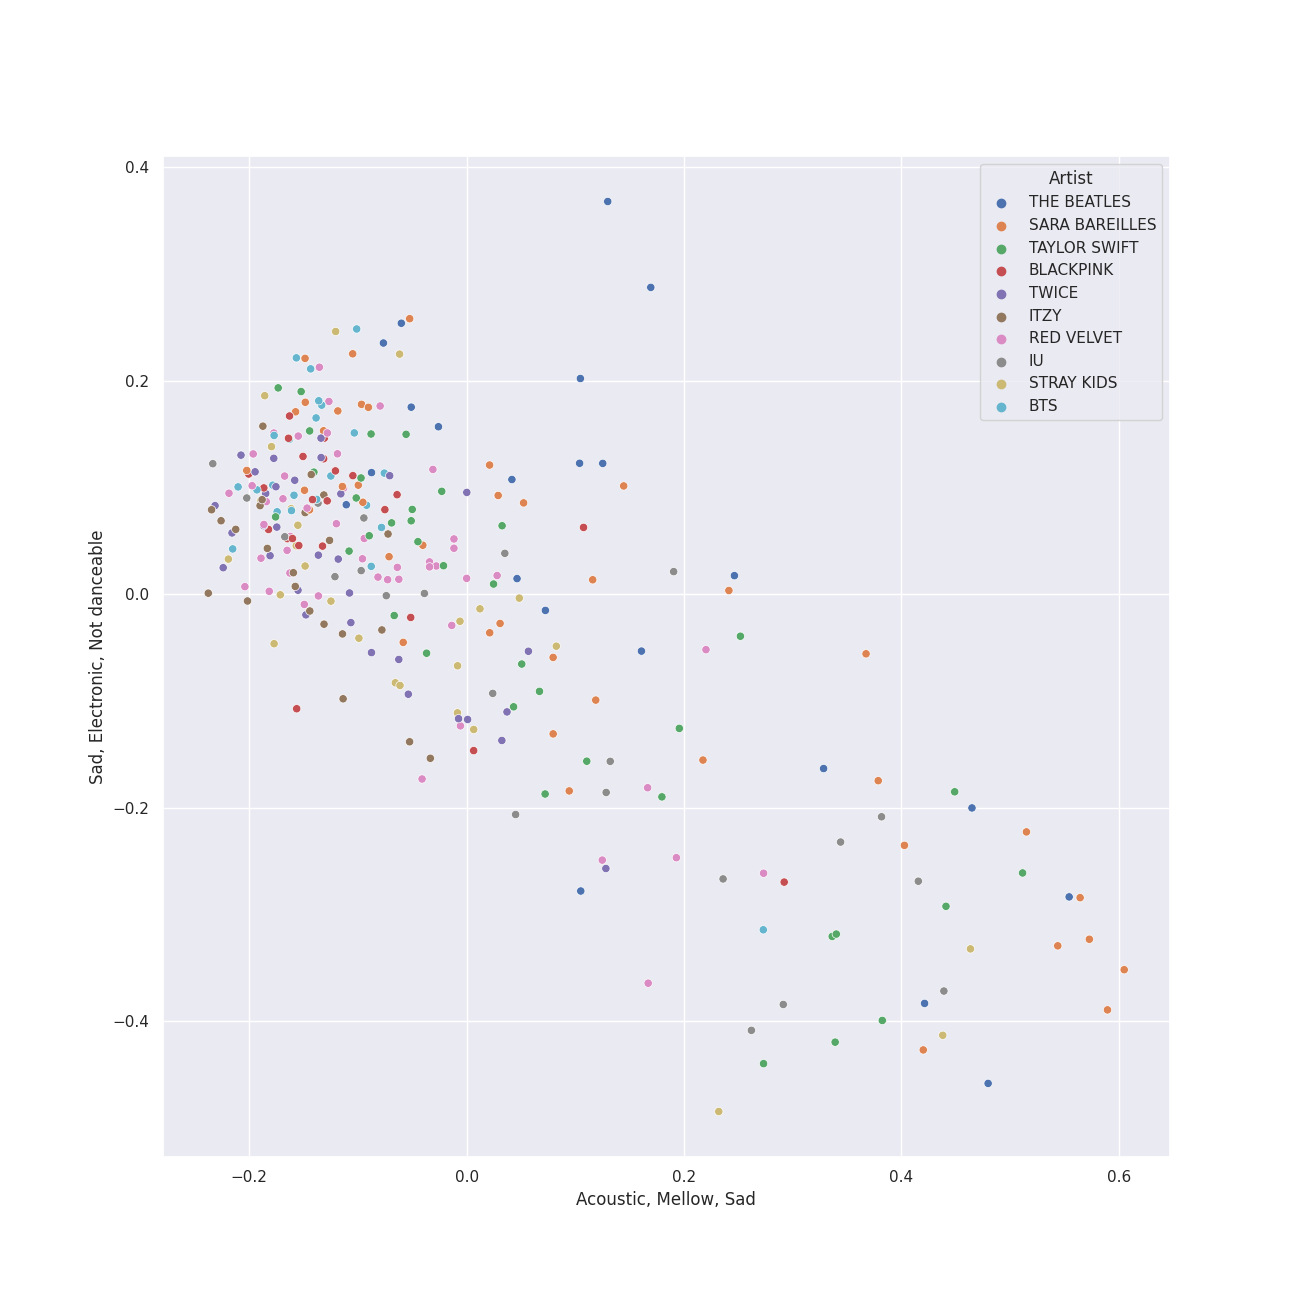 0.4
0.2
0.0
−0.2
−0.4
Sad, Electronic, Not danceable
Artist
THE BEATLES
SARA BAREILLES
TAYLOR SWIFT
BLACKPINK
TWICE
ITZY
RED VELVET
IU
STRAY KIDS
BTS
−0.2 0.0 0.2 0.4 0.6
Acoustic, Mellow, Sad